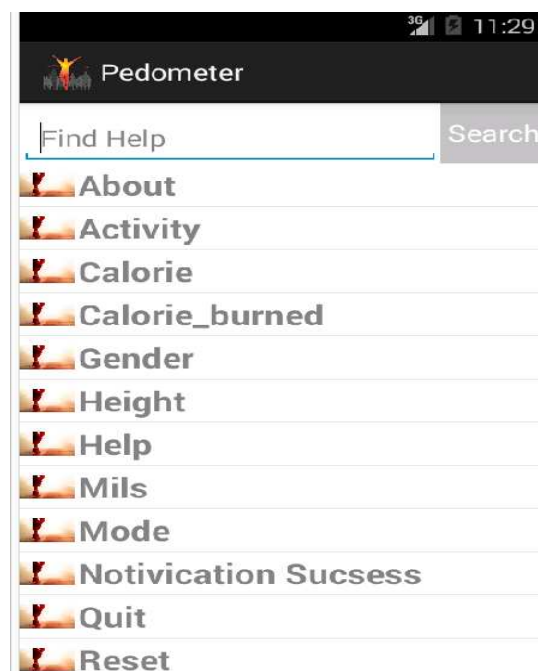 3G 11:29
Pedometer
Find Help Search
About
Activity
Calorie
Calorie_burned
Gender
Height
Help
Mils
Mode
Notivication Sucsess
Quit
Reset